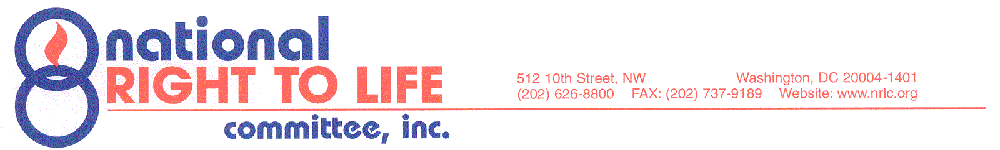 national
RIGHT TO LIFE
committee, inc.
512 10th Street, NW Washington, DC 20004-1401
(202) 626-8800 FAX: (202) 737-9189 Website: www.nrlc.org